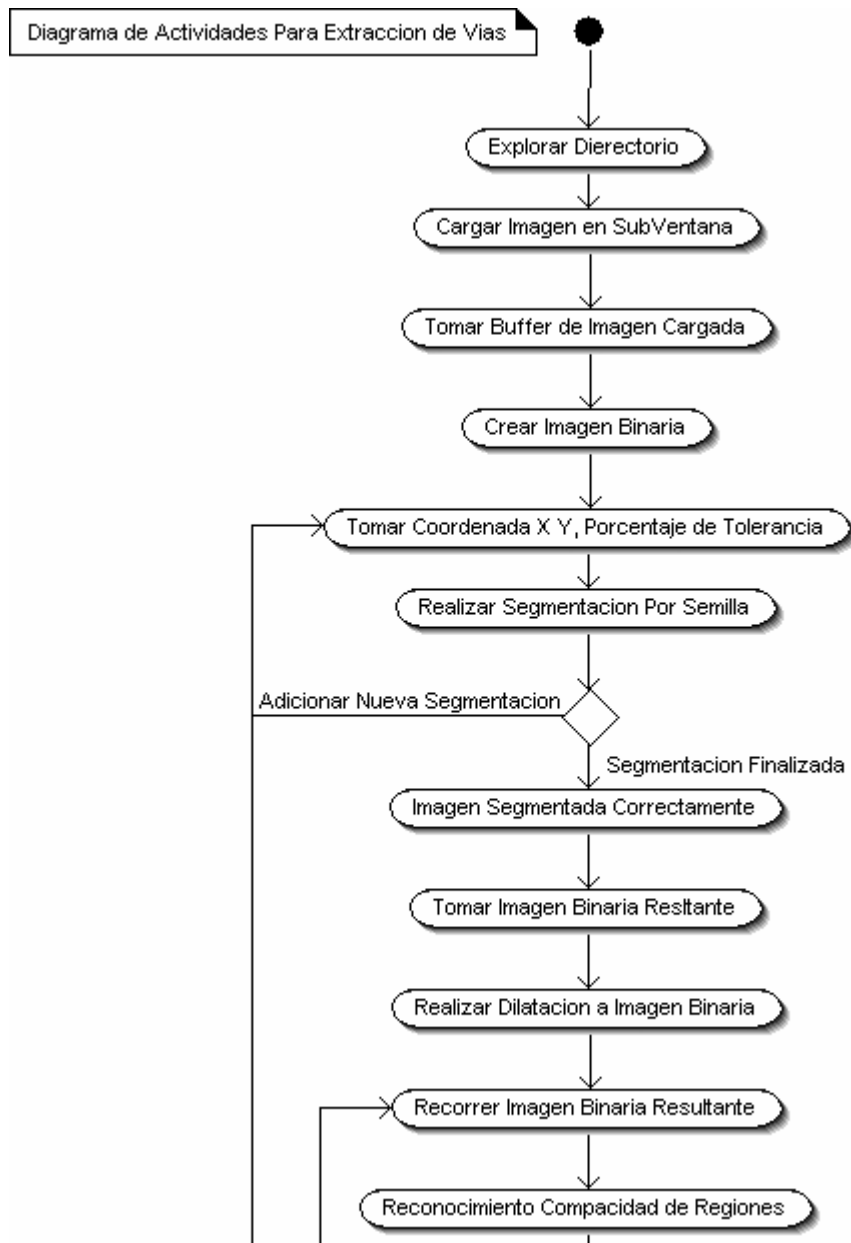 Diagrama de Actividades Para Extraccion de Vias
Explorar Dierectorio
Cargar Imagen en SubVentana
Tomar Buffer de Imagen Cargada
Crear Imagen Binaria
Tomar Coordenada X Y, Porcentaje de Tolerancia
Realizar Segmentacion Por Semilla
Adicionar Nueva Segmentacion
Segmentacion Finalizada
Imagen Segmentada Correctamente
Tomar Imagen Binaria Resltante
Realizar Dilatacion a Imagen Binaria
Recorrer Imagen Binaria Resultante
Reconocimiento Compacidad de Regiones